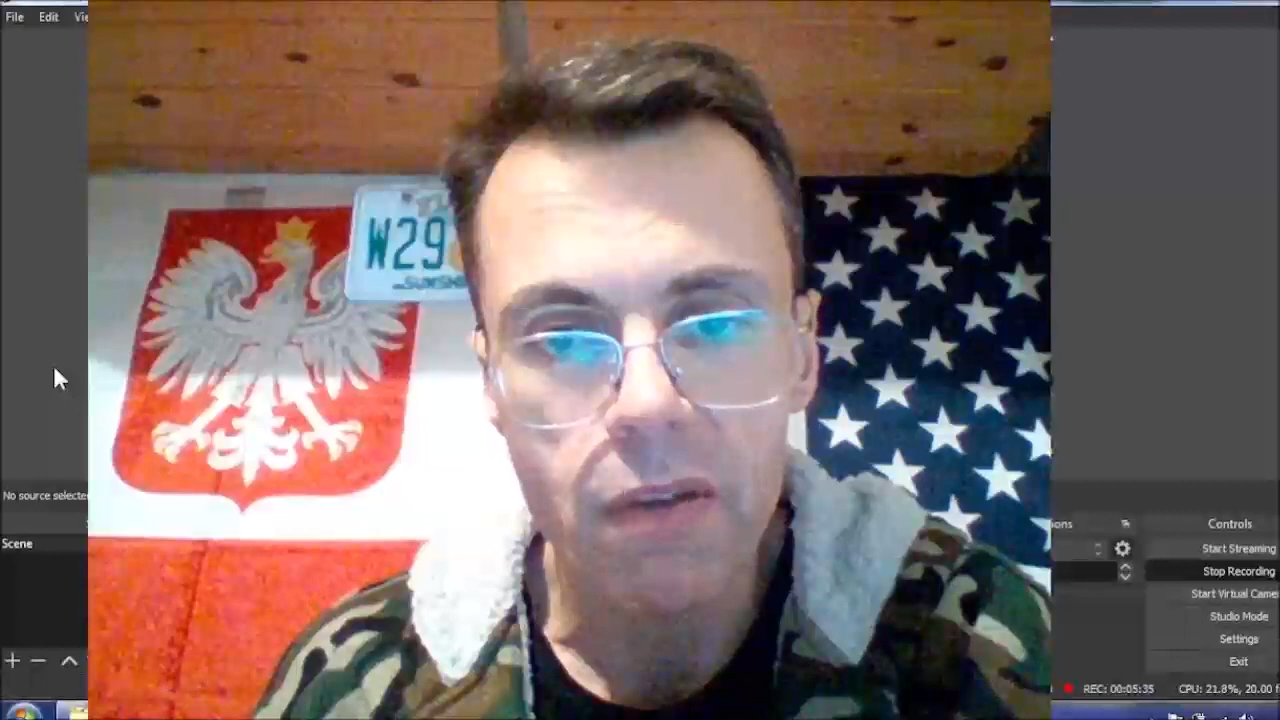 File Edit
W29
No source selecte
Scene
Controls
Start Streaming
Stop Recording
Start Virtual Came
Studio Mode
Settings
Exit
REC: 00:05:35 CPU: 21.8%, 20.00 f